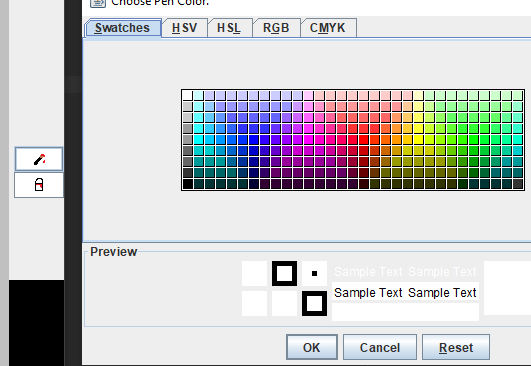 Choose Pen Color.
Swatches HSV HSL RGB CMYK
Preview
Sample Text Sample Text
Sample Text Sample Text
OK Cancel Reset